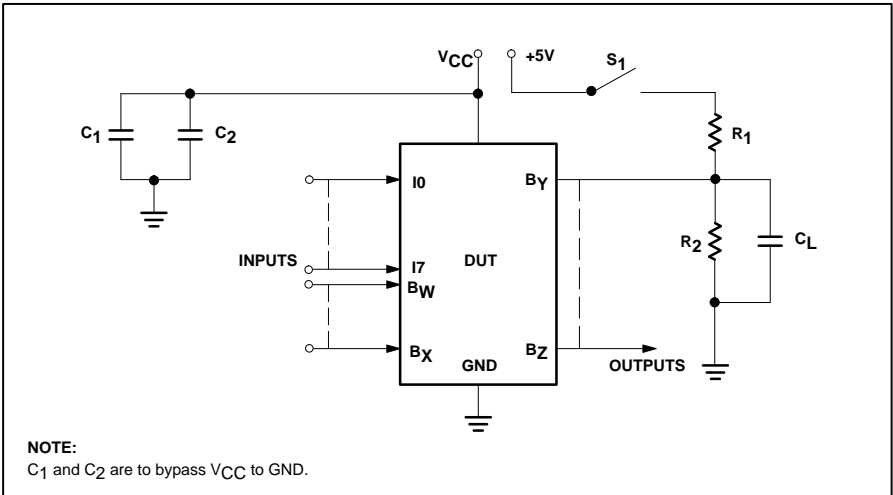 VCC +5V S1
C1 C2 R1
I0 BY
R2 CL
INPUTS I7 DUT
BW
BX BZ
GND OUTPUTS
NOTE:
C1 and C2 are to bypass VCC to GND.